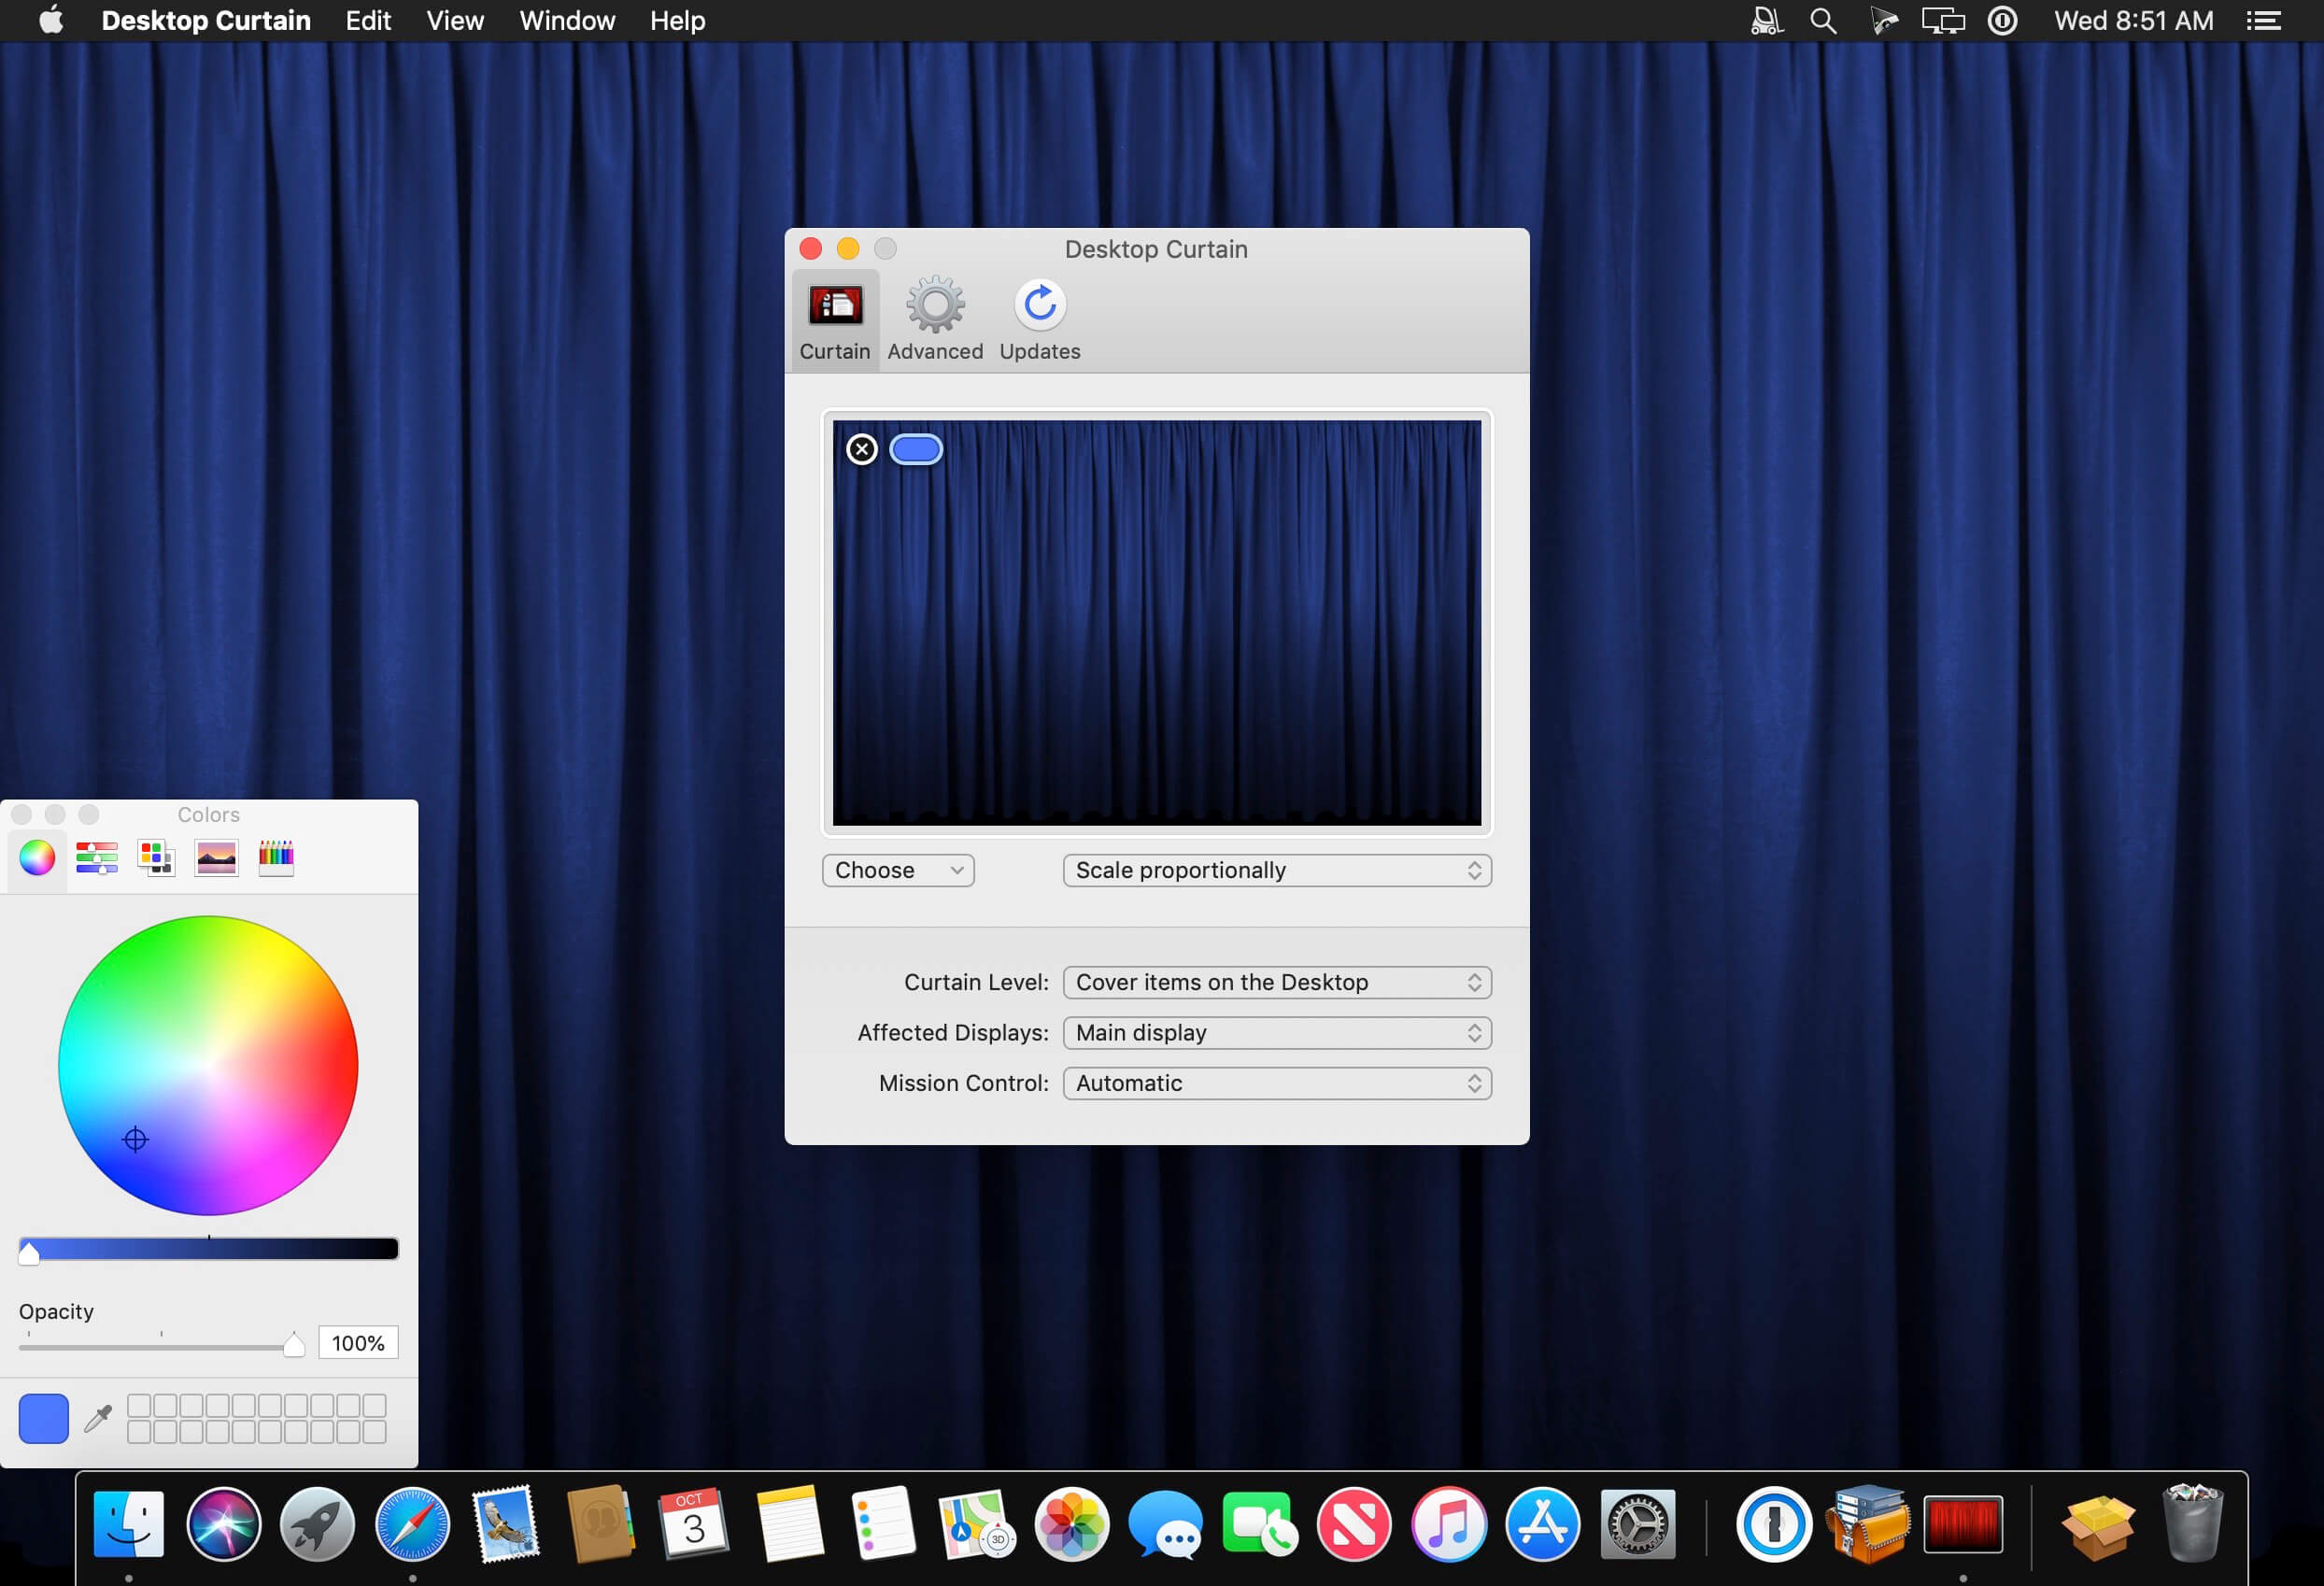 Desktop Curtain Edit View Window Help Wed 8:51 AM
Desktop Curtain
Curtain Advanced Updates
Choose Scale proportionally
Curtain Level: Cover items on the Desktop
Affected Displays: Main display
Mission Control: Automatic
Colors
Opacity
100%
OCT
3
3D